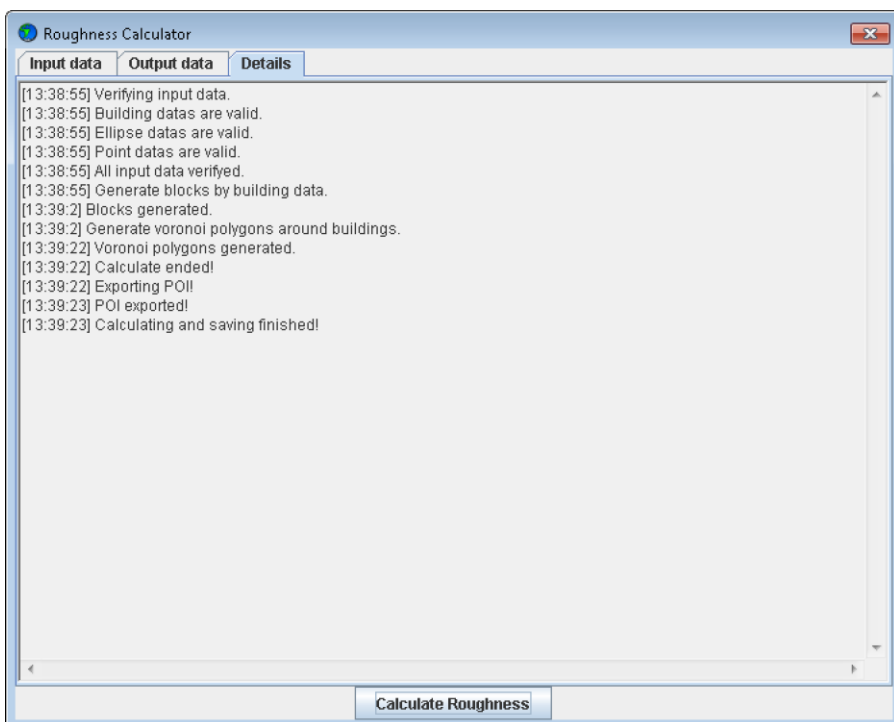 Roughness Calculator
Input data Output data Details
[13:38:55] Verifying input data.
[13:38:55] Building datas are valid.
[13:38:55] Ellipse datas are valid.
[13:38:55] Point datas are valid.
[13:38:55] All input data verifyed.
[13:38:55] Generate blocks by building data.
[13:39:2] Blocks generated.
[13:39:2] Generate voronoi polygons around buildings.
[13:39:22] Voronoi polygons generated.
[13:39:22] Calculate ended!
[13:39:22] Exporting POI!
[13:39:23] POI exported!
[13:39:23] Calculating and saving finished!
Calculate Roughness